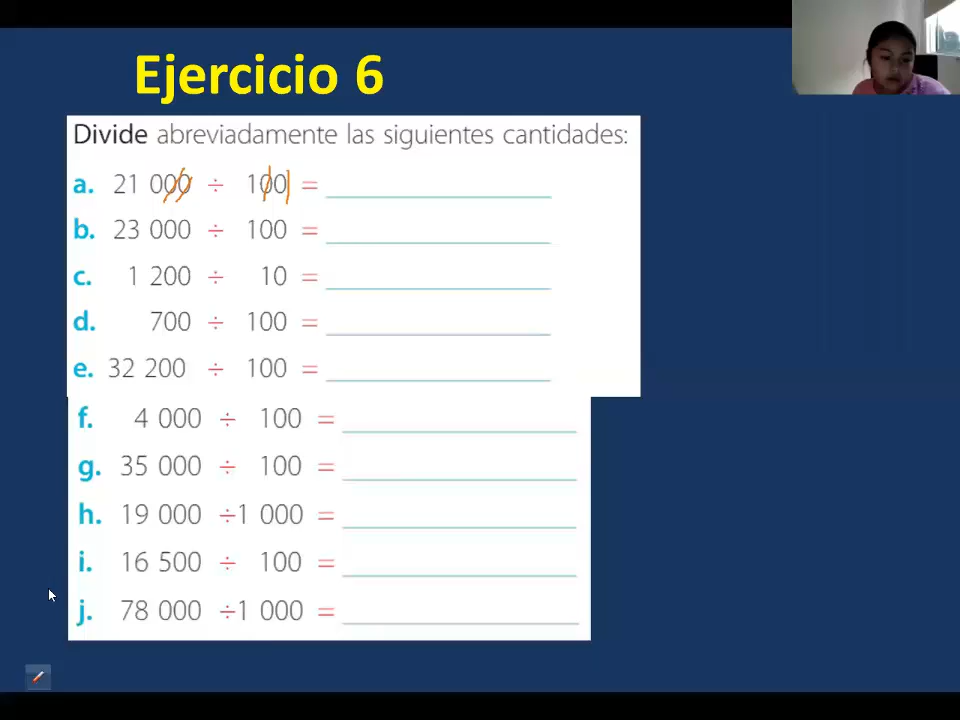 Ejercicio 6
Divide abreviadamente las siguientes cantidades:
a. 21 000 ÷ 100 =
b. 23 000 ÷ 100 =
c. 1 200 ÷ 10 =
d. 700 ÷ 100 =
e. 32 200 ÷ 100 =
f. 4 000 ÷ 100 =
g. 35 000 ÷ 100 =
h. 19 000 ÷1 000 =
i. 16 500 ÷ 100 =
j. 78 000 ÷1 000 =